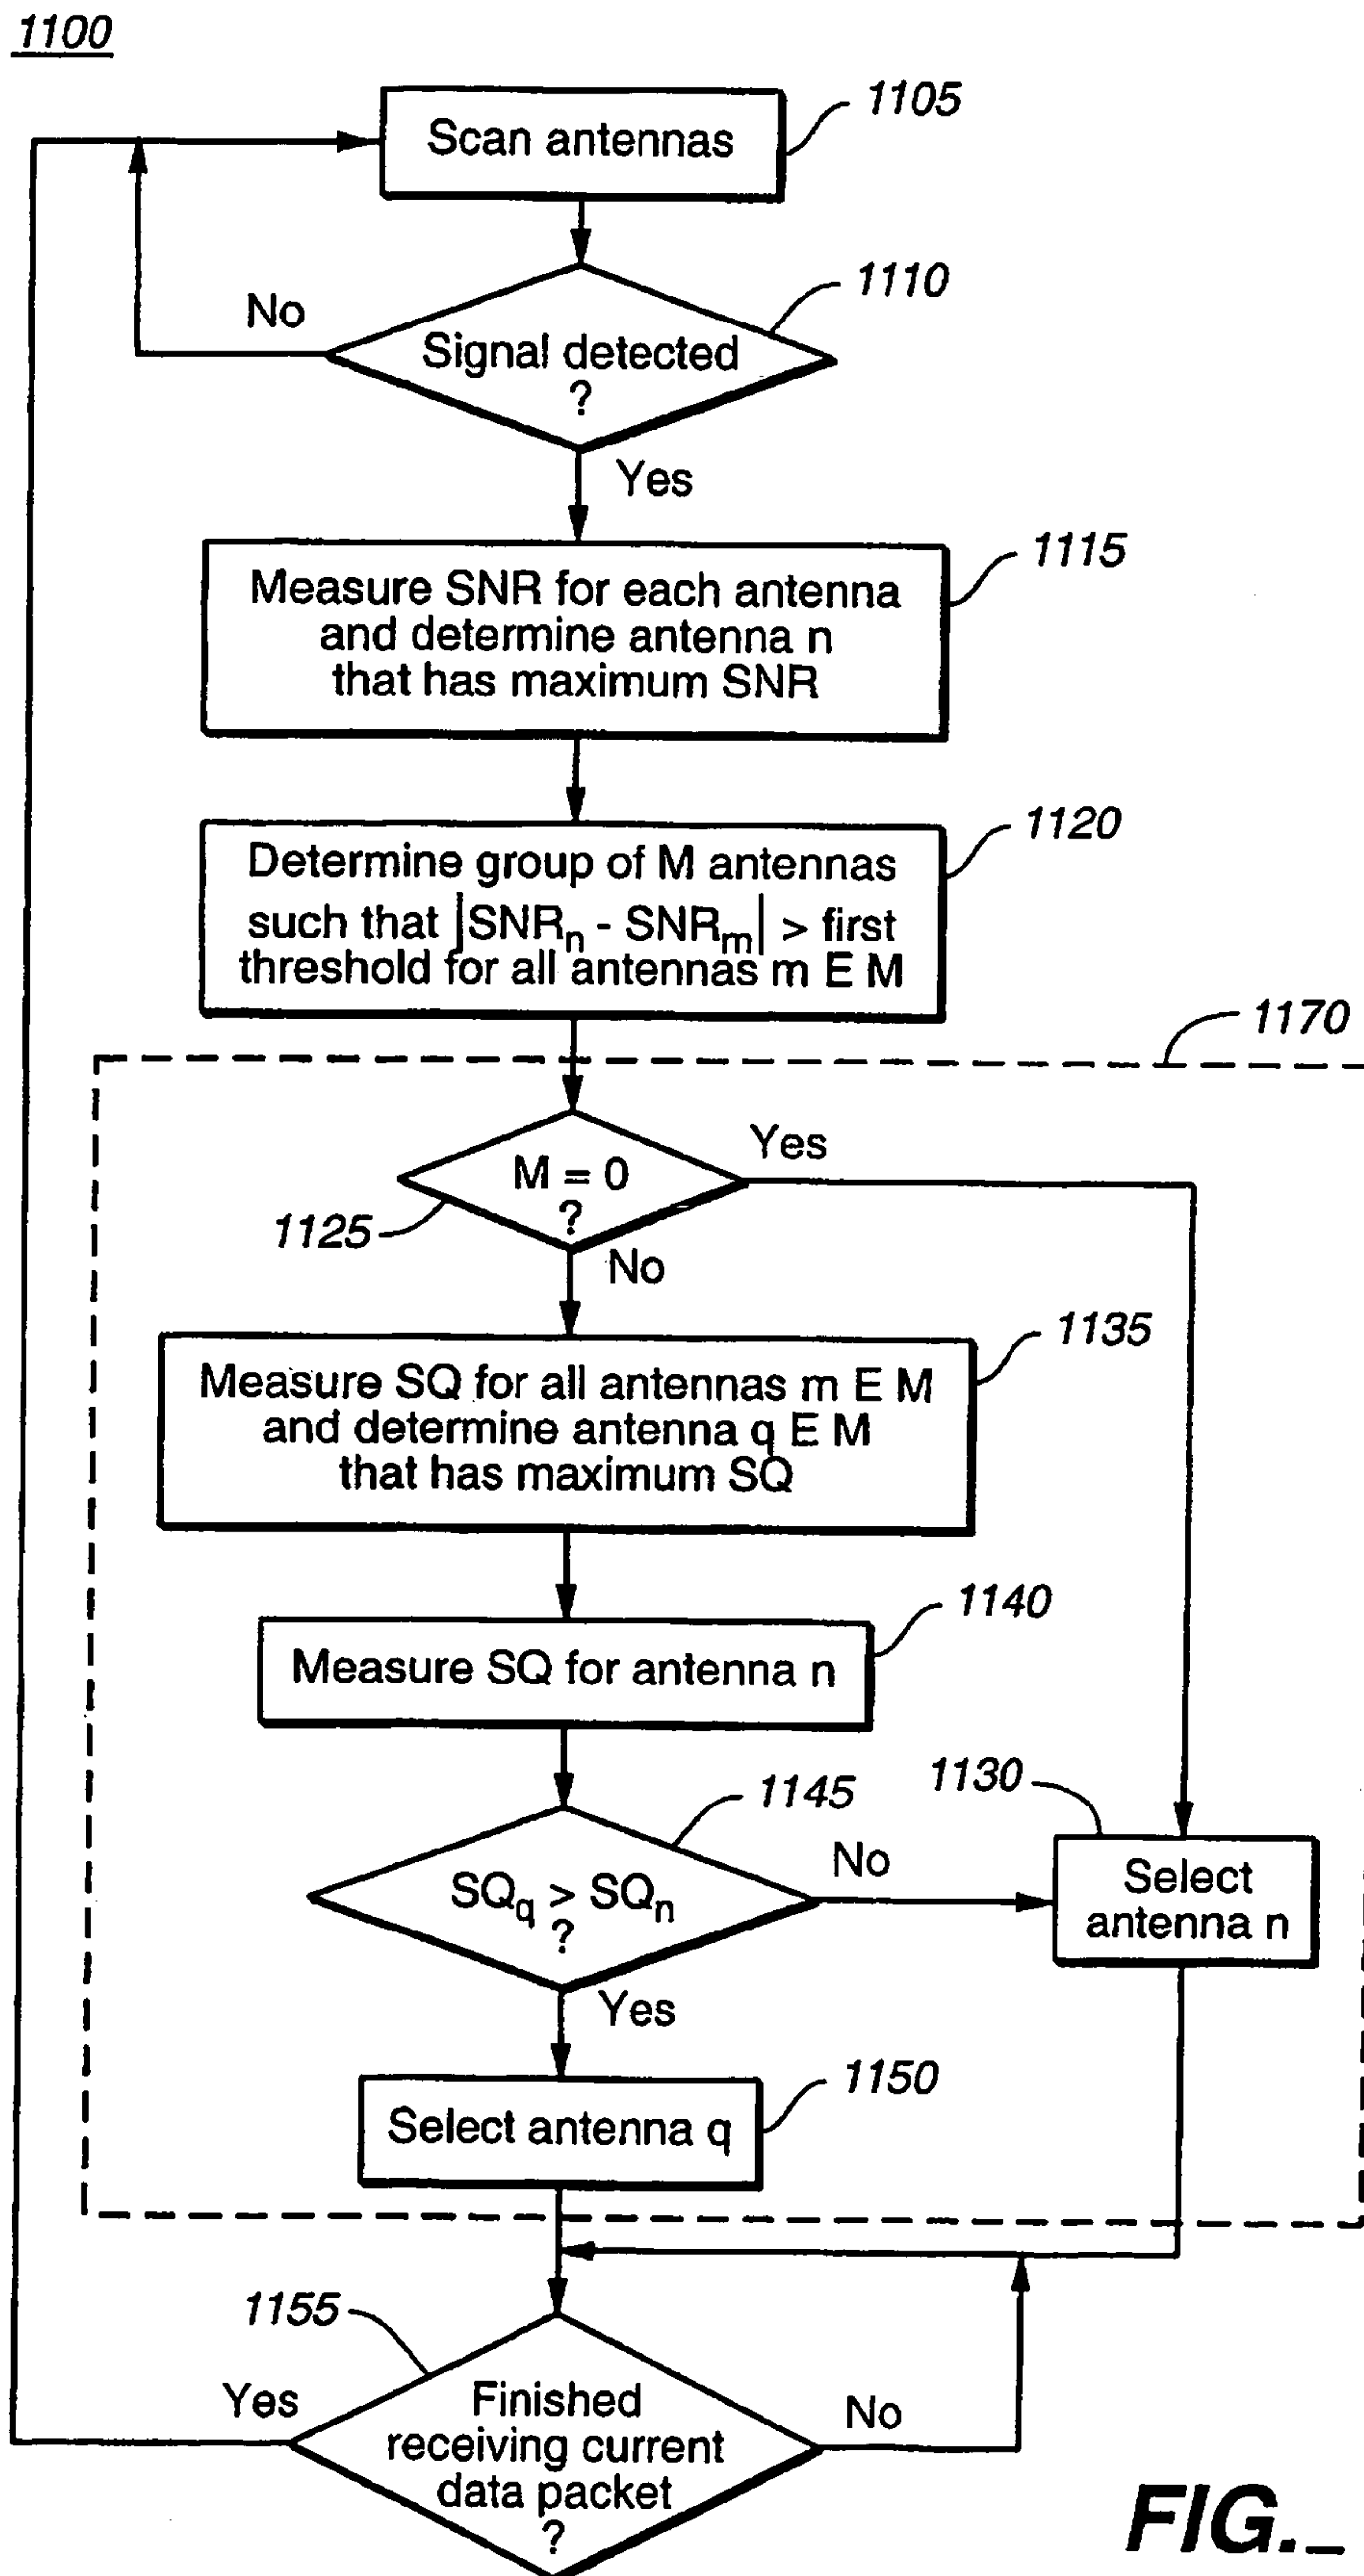 1100
1105
Scan antennas
1110
No
Signal detected
?
Yes
1115
Measure SNR for each antenna
and determine antenna n
that has maximum SNR
1120
Determine group of M antennas
such that |SNRn - SNRm| > first
threshold for all antennas m E M
1170
M = 0
?
Yes
1125
No
1135
Measure SQ for all antennas m E M
and determine antenna q E M
that has maximum SQ
1140
Measure SQ for antenna n
1145
1130
SQq > SQn
?
No
Select
antenna n
Yes
1150
Select antenna q
1155
Yes
Finished
receiving current
data packet
?
No
FIG._